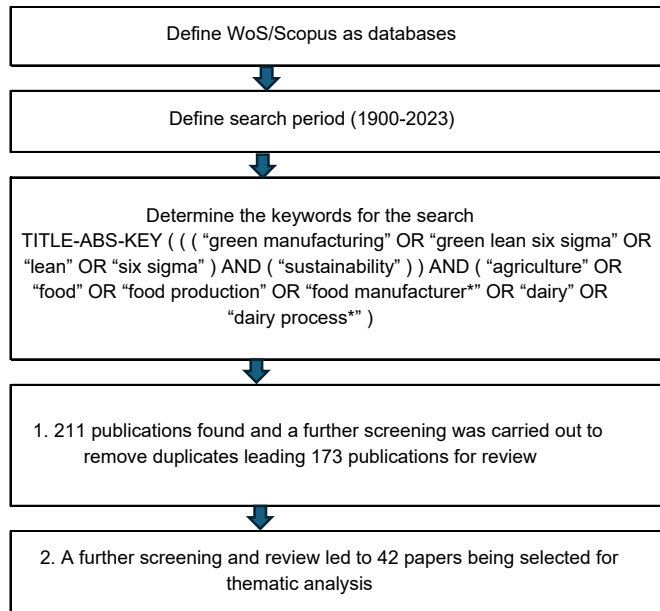 Define WoS/Scopus as databases
Define search period (1900-2023)
Determine the keywords for the search
TITLE-ABS-KEY ( ( ( “green manufacturing” OR “green lean six sigma” OR
“lean” OR “six sigma” ) AND ( “sustainability” ) ) AND ( “agriculture” OR
“food” OR “food production” OR “food manufacturer*” OR “dairy” OR
“dairy process*” )
1. 211 publications found and a further screening was carried out to
remove duplicates leading 173 publications for review
2. A further screening and review led to 42 papers being selected for
thematic analysis